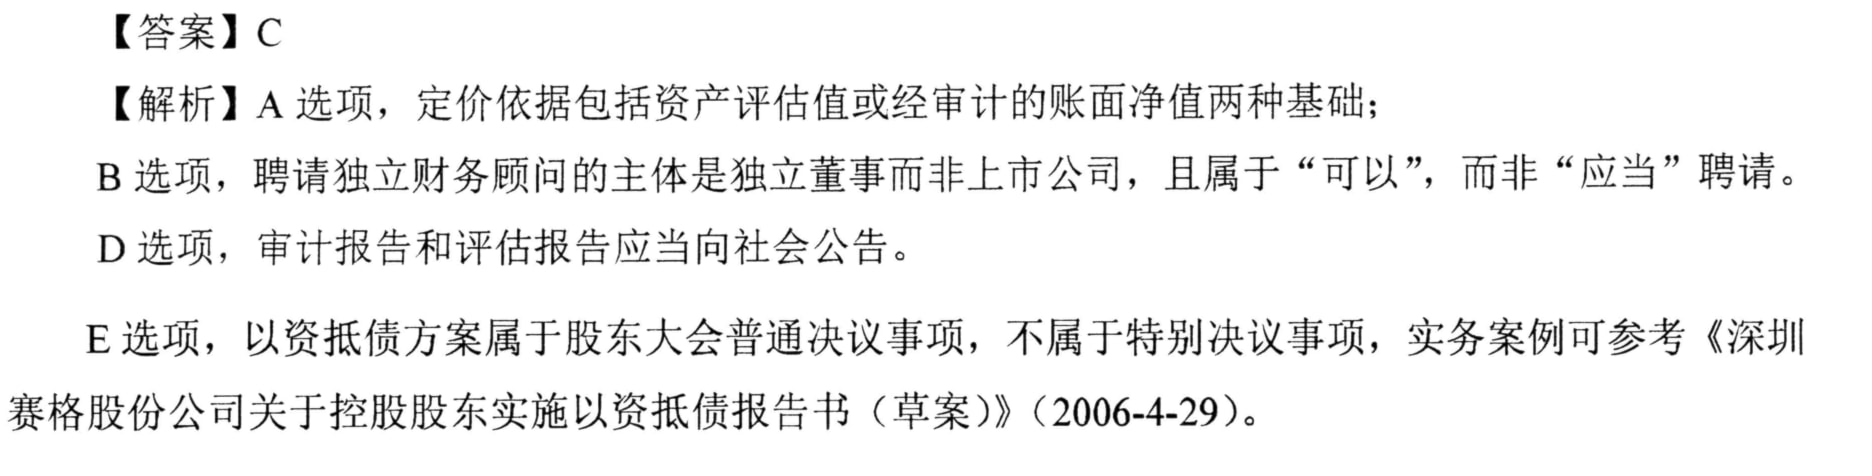 【答案】C
【解析】A 选项，定价依据包括资产评估值或经审计的账面净值两种基础；
B 选项，聘请独立财务顾问的主体是独立董事而非上市公司，且属于“可以”，而非“应当”聘请。
D 选项，审计报告和评估报告应当向社会公告。
E 选项，以资抵债方案属于股东大会普通决议事项，不属于特别决议事项，实务案例可参考《深圳
赛格股份公司关于控股股东实施以资抵债报告书（草案）》（2006-4-29）。